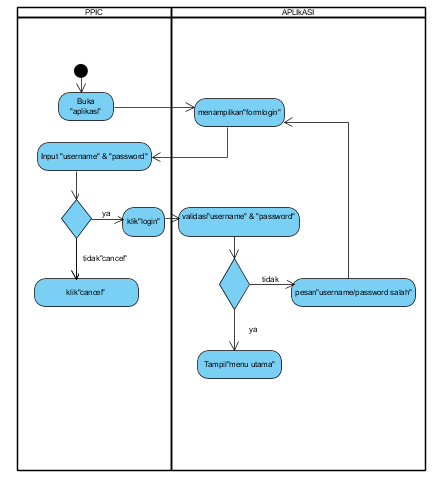 PPIC
APLIkASI
Buka
"aplikasi"
menampilkan"formlogin"
Input "username" & "password"
ya
klik"login"
validasi"username" & "password"
tidak"cancel"
klik"cancel"
tidak
pesan"username/password salah"
ya
Tampil"menu utama"